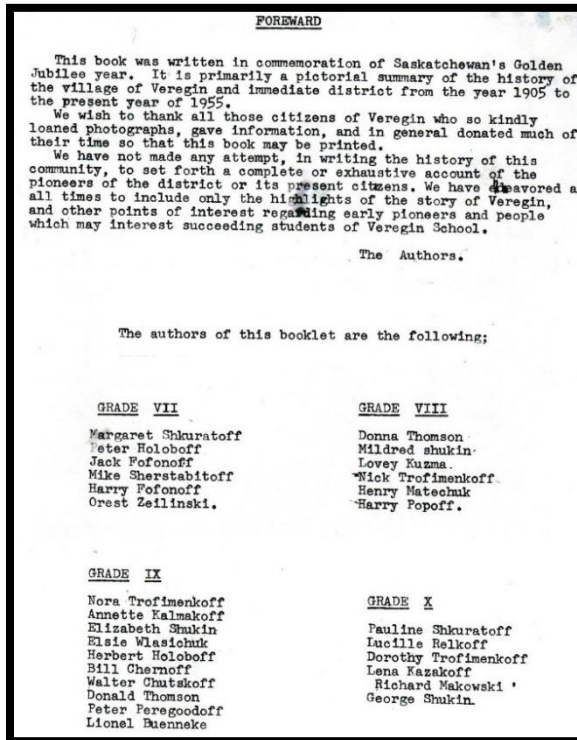 FOREWARD
This book was written in commemoration of Saskatchewan's Golden
Jubilee year. It is primarily a pictorial summary of the history of
the village of Veregin and immediate district from the year 1905 to
the present year of 1955.
We wish to thank all those citizens of Veregin who so kindly
loaned photographs, gave information, and in general donated much of
their time so that this book may be printed.
We have not made any attempt, in writing the history of this
community, to set forth a complete or exhaustive account of the
pioneers of the district or its present citzens. We have a
all times to include only the highlights of the story of Veregin,
and other points of interest regarding early pioneers and people
which may interest succeeding students of Veregin School.
The Authors.
The authors of this booklet are the following;
GRADE VII
Margaret Shkuratoff
Peter Holoboff
Jack Fofonoff
Mike Sherstabitoff
Harry Fofonoff
Orest Zeilinski.
GRADE VIII
Donna Thomson
Mildred shukin
Lovey Kuzma.
Nick Trofimenkoff
Henry Matechuk
Harry Popoff.
GRADE IX
Nora Trofimenkoff
Annette Kalmakoff
Elizabeth Shukin
Elsie Wlasichuk
Herbert Holoboff
Bill Chernoff
Walter Chutskoff
Donald Thomson
Peter Peregoodoff
Lionel Buenneke
GRADE X
Pauline Shkuratoff
Lucille Relkoff
Dorothy Trofimenkoff
Lena Kazakoff
Richard Makowski
George Shukin